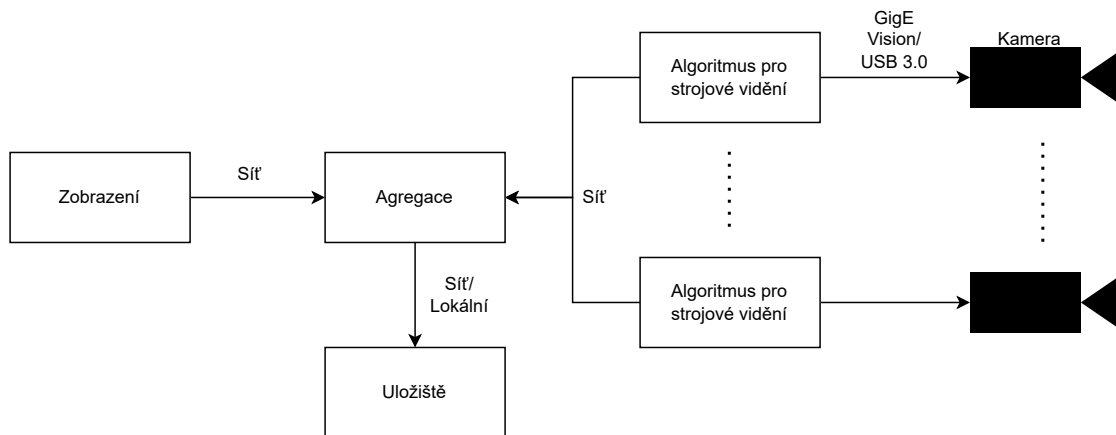 GigE
Vision/
USB 3.0
Kamera
Algoritmus pro
strojové vidění
Zobrazení
Síť
Agregace
Síť
Síť/
Lokální
Algoritmus pro
strojové vidění
Uložiště